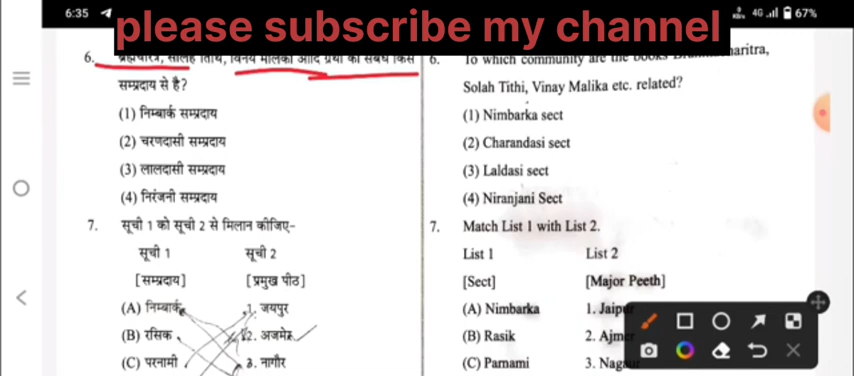 6:35
4G
67%
please subscribe my channel
6. ब्रह्मचरित्र, सोलह तिथि, विनय मलिका आदि ग्रंथों का संबंध किस
सम्प्रदाय से है?
(1) निम्बार्क सम्प्रदाय
(2) चरणदासी सम्प्रदाय
(3) लालदासी सम्प्रदाय
(4) निरंजनी सम्प्रदाय
7. सूची 1 को सूची 2 से मिलान कीजिए-
सूची 1 सूची 2
[सम्प्रदाय] [प्रमुख पीठ]
(A) निम्बार्क 1. जयपुर
(B) रसिक 2. अजमेर
(C) परनामी 3. नागौर
6. To which community are the books
Solah Tithi, Vinay Malika etc. related?
(1) Nimbarka sect
(2) Charandasi sect
(3) Laldasi sect
(4) Niranjani Sect
7. Match List 1 with List 2.
List 1 List 2
[Sect] [Major Peeth]
(A) Nimbarka 1. Jaipur
(B) Rasik 2. Ajmer
(C) Parnami 3. Nagaur